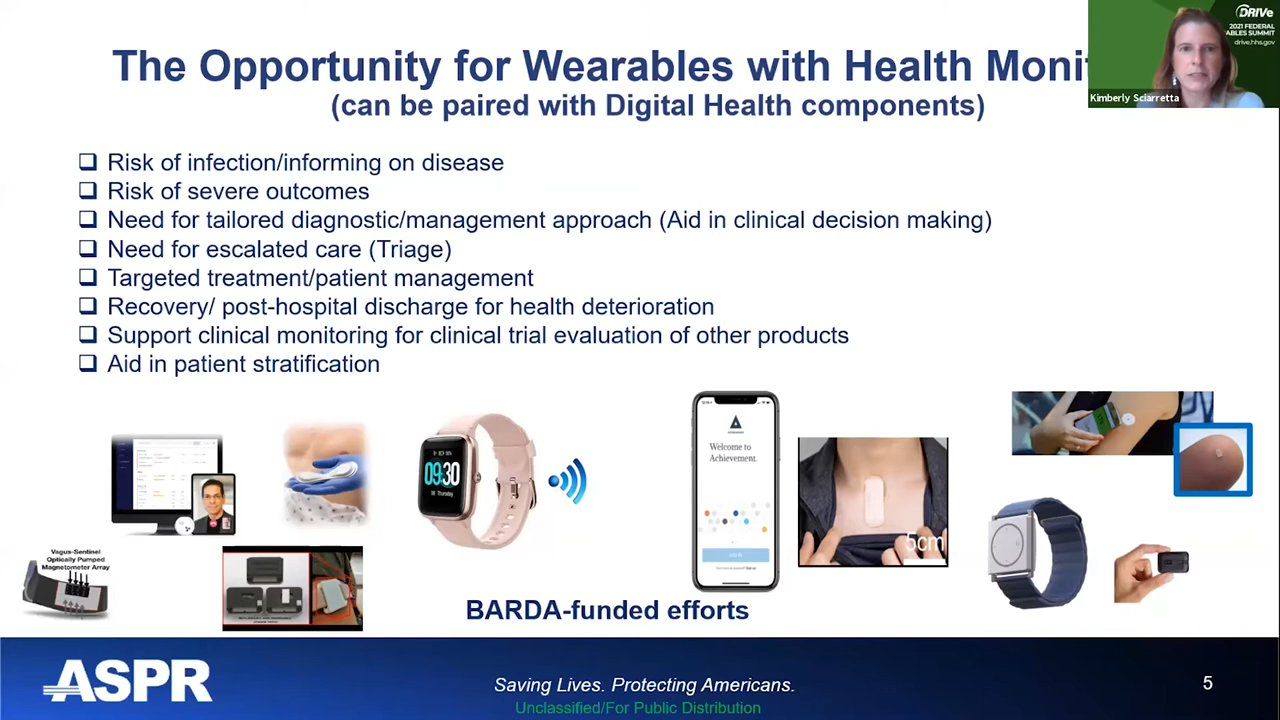 The Opportunity for Wearables with Health Moni
(can be paired with Digital Health components)
DRIVe
2021 FEDERAL
ABLES SUMMIT
drive.hhs.gov
Kimberly Sciarretta
Risk of infection/informing on disease
Risk of severe outcomes
Need for tailored diagnostic/management approach (Aid in clinical decision making)
Need for escalated care (Triage)
Targeted treatment/patient management
Recovery/ post-hospital discharge for health deterioration
Support clinical monitoring for clinical trial evaluation of other products
Aid in patient stratification
09:30
08 Thursday
Welcome to
Achievement.
5cm
Vagus-Sentinel
Optically Pumped
Magnetometer Array
BARDA-funded efforts
ASPR
Saving Lives. Protecting Americans.
Unclassified/For Public Distribution
5